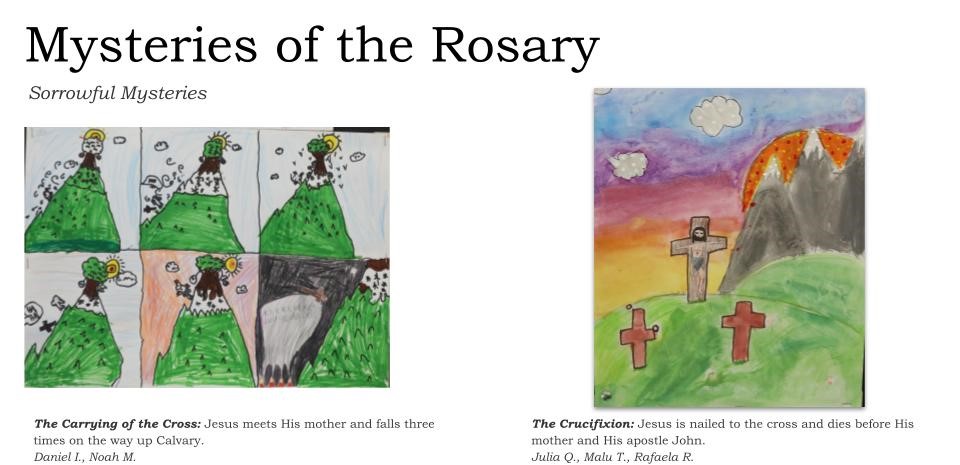 Mysteries of the Rosary
Sorrowful Mysteries
The Carrying of the Cross: Jesus meets His mother and falls three
times on the way up Calvary.
Daniel I., Noah M.
The Crucifixion: Jesus is nailed to the cross and dies before His
mother and His apostle John.
Julia Q., Malu T., Rafaela R.